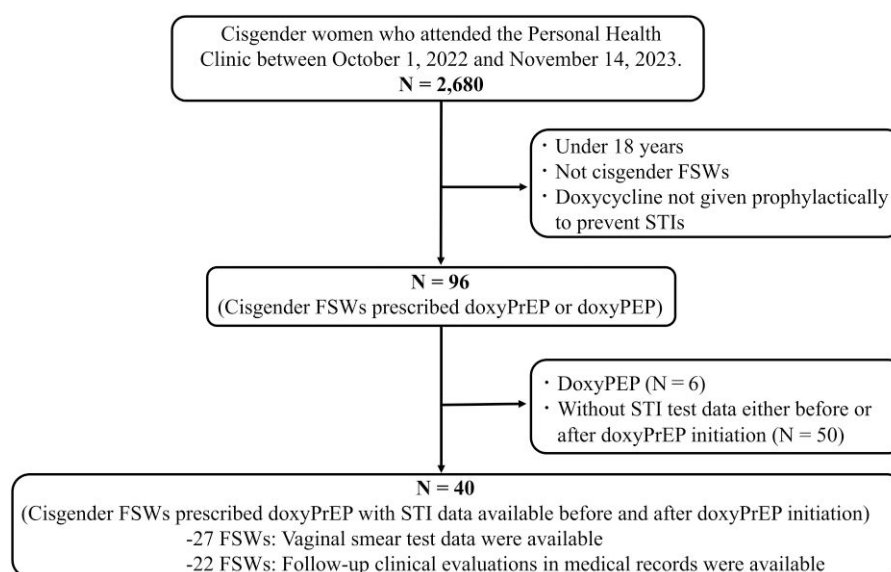 Cisgender women who attended the Personal Health
Clinic between October 1, 2022 and November 14, 2023.
N = 2,680
・Under 18 years
・Not cisgender FSWs
・Doxycycline not given prophylactically
to prevent STIs
N = 96
(Cisgender FSWs prescribed doxyPrEP or doxyPEP)
・DoxyPEP (N = 6)
・Without STI test data either before or
after doxyPrEP initiation (N = 50)
N = 40
(Cisgender FSWs prescribed doxyPrEP with STI data available before and after doxyPrEP initiation)
-27 FSWs: Vaginal smear test data were available
-22 FSWs: Follow-up clinical evaluations in medical records were available